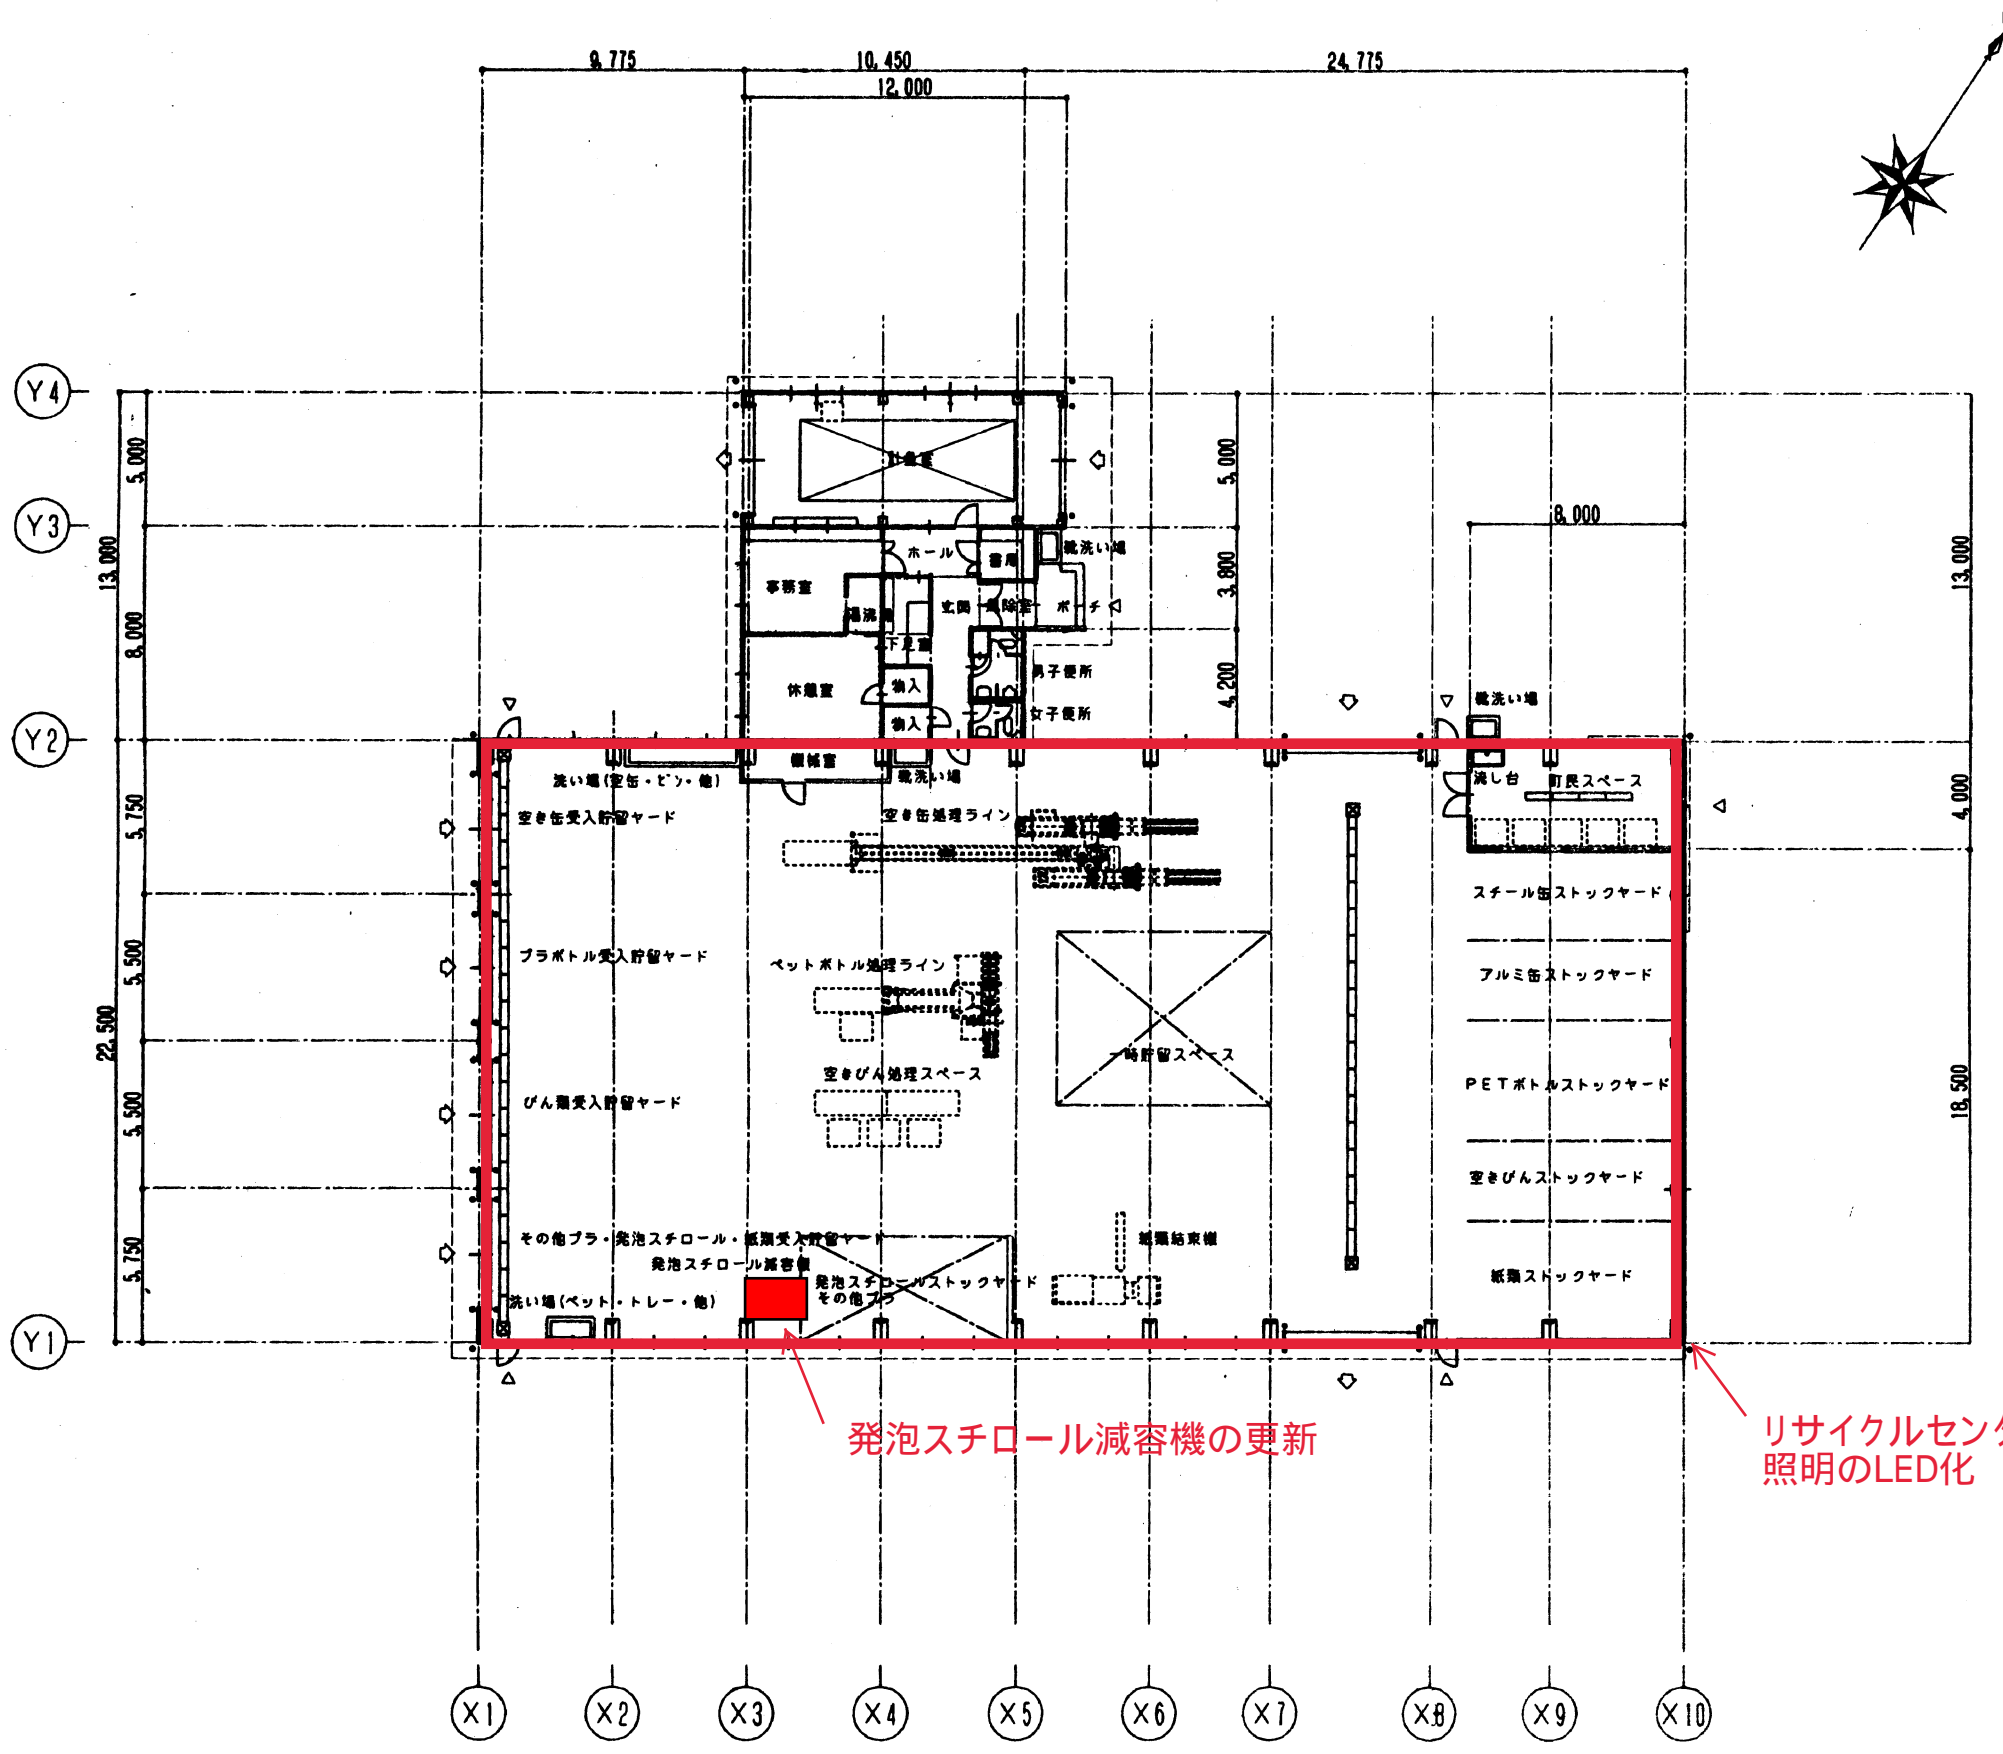 9,775
10,450
24,775
12,000
Y4
5,000
計量室
5,000
Y3
8,000
13,000
ホール
書庫
靴洗い場
事務室
3,800
13,000
玄関
風除室
ポーチ
湯沸室
8,000
下足室
男子便所
休憩室
物入
4,200
靴洗い場
物入
女子便所
Y2
機械室
靴洗い場
洗い場(空缶・ビン・他)
流し台
町民スペース
空き缶受入貯留ヤード
空き缶処理ライン
5,750
4,000
スチール缶ストックヤード
プラボトル受入貯留ヤード
ペットボトル処理ライン
5,500
アルミ缶ストックヤード
22,500
一時貯留スペース
空きびん処理スペース
PETボトルストックヤード
びん類受入貯留ヤード
5,500
18,500
空きびんストックヤード
その他プラ・発泡スチロール・紙類受入貯留ヤード
紙類結束機
5,750
発泡スチロール減容機
発泡スチロールストックヤード
その他プラ
紙類ストックヤード
洗い場(ペット・トレー・他)
Y1
発泡スチロール減容機の更新
リサイクルセンタ
照明のLED化
X1
X2
X3
X4
X5
X6
X7
X8
X9
X10